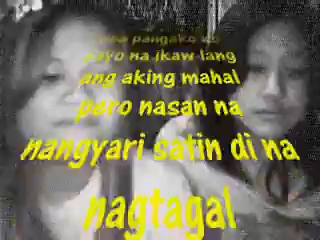 pangako ko
sayo na ikaw lang
ang aking mahal
pero nasan na
nangyari satin di na
nagtagal